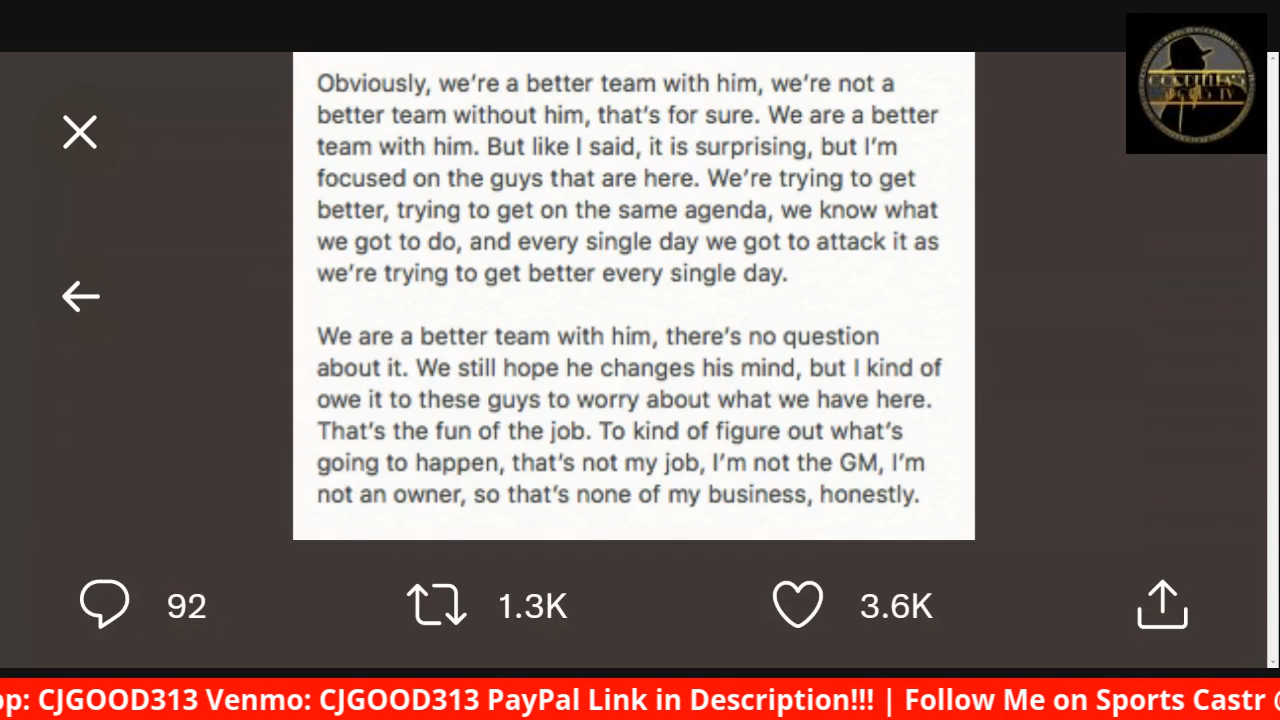 Obviously, we're a better team with him, we're not a
better team without him, that's for sure. We are a better
team with him. But like I said, it is surprising, but I'm
focused on the guys that are here. We're trying to get
better, trying to get on the same agenda, we know what
we got to do, and every single day we got to attack it as
we're trying to get better every single day.
We are a better team with him, there's no question
about it. We still hope he changes his mind, but I kind of
owe it to these guys to worry about what we have here.
That's the fun of the job. To kind of figure out what's
going to happen, that's not my job, I'm not the GM, I'm
not an owner, so that's none of my business, honestly.
92 1.3K 3.6K
pp: CJGOOD313 Venmo: CJGOOD313 PayPal Link in Description!!! | Follow Me on Sports Castr